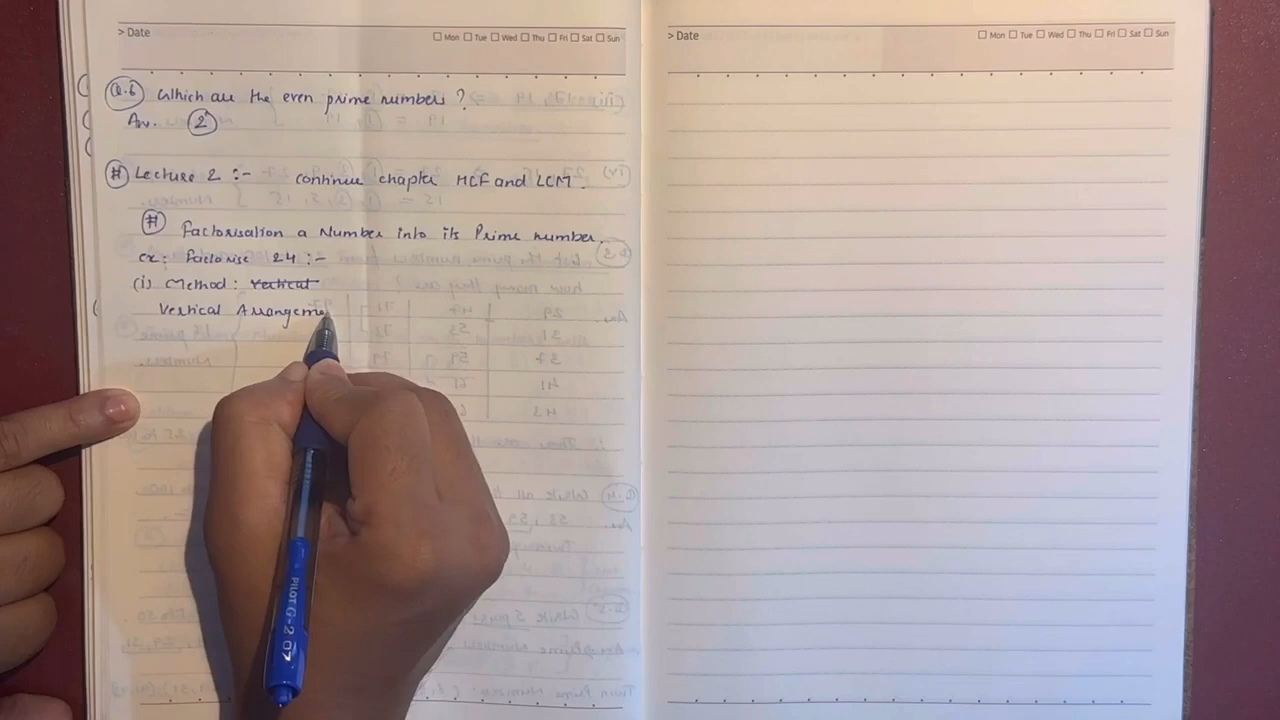 > Date
Mon Tue Wed Thu Fri Sat Sun
Q.6 Which are the even prime numbers?
Ans. 2
# Lecture 2 :- continue chapter HCF and LCM.
# Factorisation a Number into its Prime number.
ex: Factorise 24 :-
(i) Method: vertical
Vertical Arrangeme
PILOT G-2 07
> Date
Mon Tue Wed Thu Fri Sat Sun